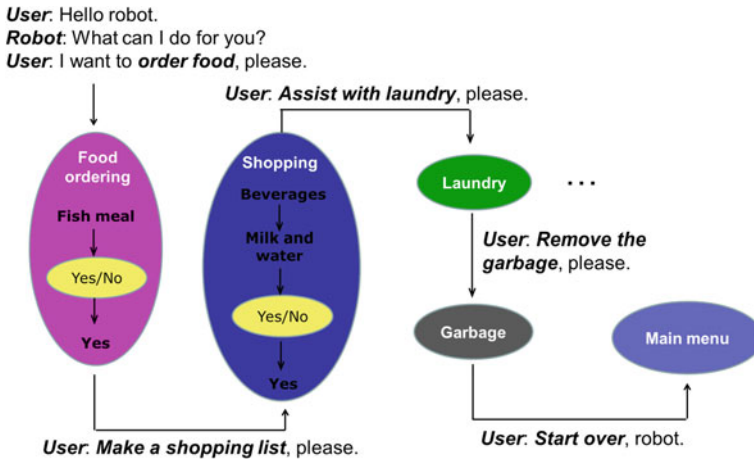 User: Hello robot.
Robot: What can I do for you?
User: I want to order food, please.
User: Assist with laundry, please.
Food
ordering
Fish meal
Yes/No
Yes
Shopping
Beverages
Milk and
water
Yes/No
Yes
Laundry
...
User: Remove the
garbage, please.
Garbage
Main menu
User: Make a shopping list, please.
User: Start over, robot.